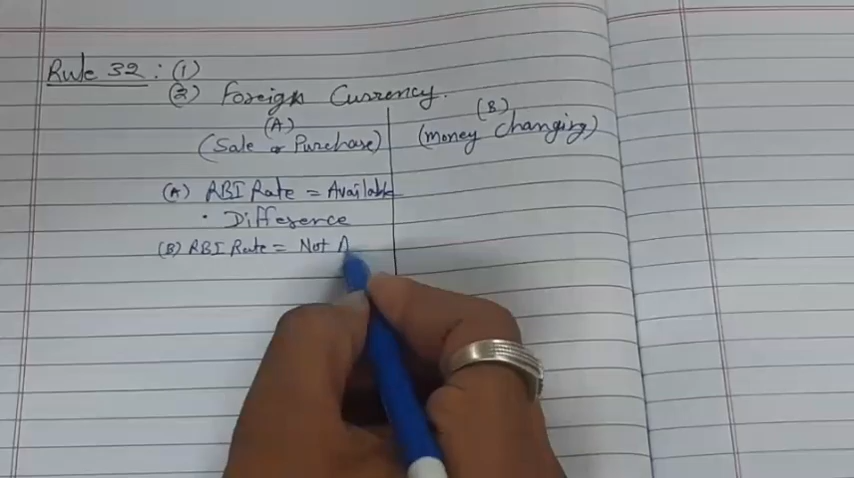 Rule 32 : (1)
(2) Foreign Currency.
(A)
(Sale or Purchase)
(B)
(money changing)
(A) RBI Rate = Available
• Difference
(B) RBI Rate = Not A